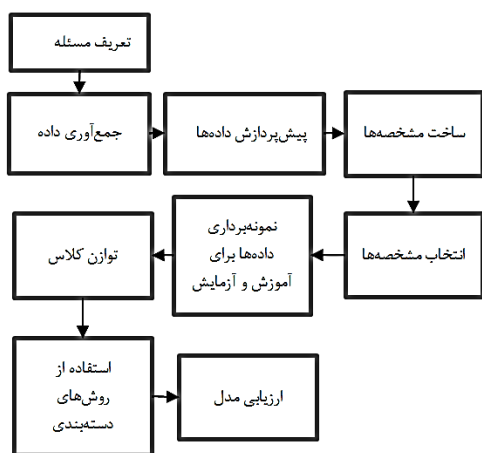 تعریف مسئله
جمع‌آوری داده
پیش‌پردازش داده‌ها
ساخت مشخصه‌ها
انتخاب مشخصه‌ها
نمونه‌برداری
داده‌ها برای
آموزش و آزمایش
توازن کلاس
استفاده از
روش‌های
دسته‌بندی
ارزیابی مدل